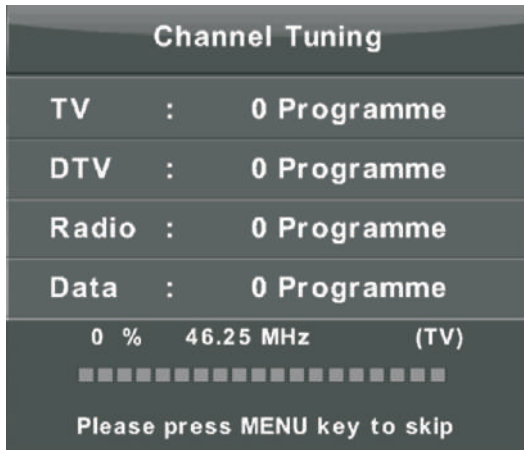 Channel Tuning
TV : 0 Programme
DTV : 0 Programme
Radio : 0 Programme
Data : 0 Programme
0 % 46.25 MHz (TV)
Please press MENU key to skip